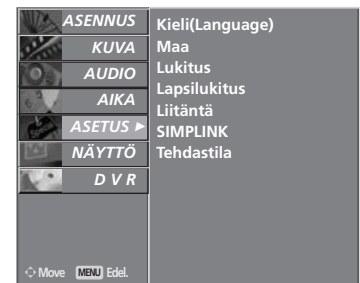 ASENNUS
KUVA
AUDIO
AIKA
ASETUS ►
NÄYTTÖ
D V R
Kieli(Language)
Maa
Lukitus
Lapsilukitus
Liitäntä
SIMPLINK
Tehdastila
Move MENU Edel.